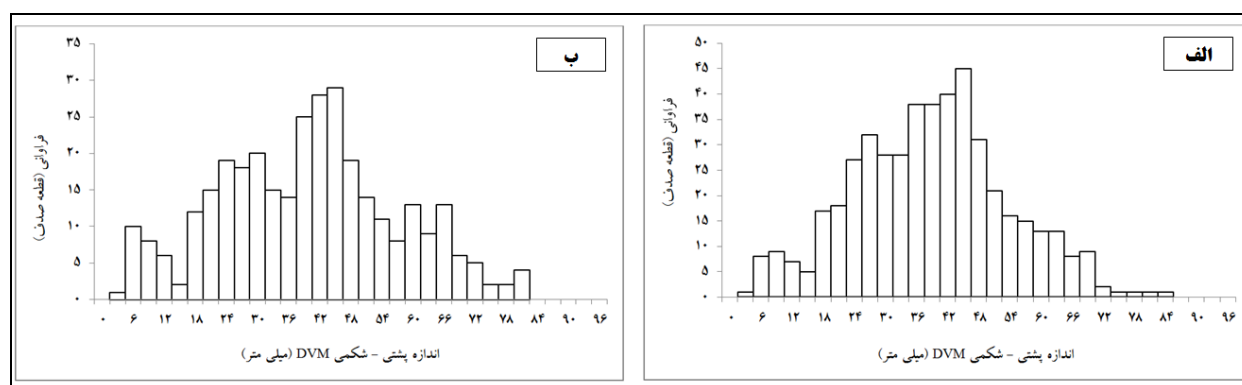 الف
فراوانی (قطعه صدف)
۵۰
۴۵
۴۰
۳۵
۳۰
۲۵
۲۰
۱۵
۱۰
۵
۰
۰ ۶ ۱۲ ۱۸ ۲۴ ۳۰ ۳۶ ۴۲ ۴۸ ۵۴ ۶۰ ۶۶ ۷۲ ۷۸ ۸۴ ۹۰ ۹۶
اندازه پشتی - شکمی DVM (میلی متر)
ب
فراوانی (قطعه صدف)
۳۵
۳۰
۲۵
۲۰
۱۵
۱۰
۵
۰
۰ ۶ ۱۲ ۱۸ ۲۴ ۳۰ ۳۶ ۴۲ ۴۸ ۵۴ ۶۰ ۶۶ ۷۲ ۷۸ ۸۴ ۹۰ ۹۶
اندازه پشتی - شکمی DVM (میلی متر)